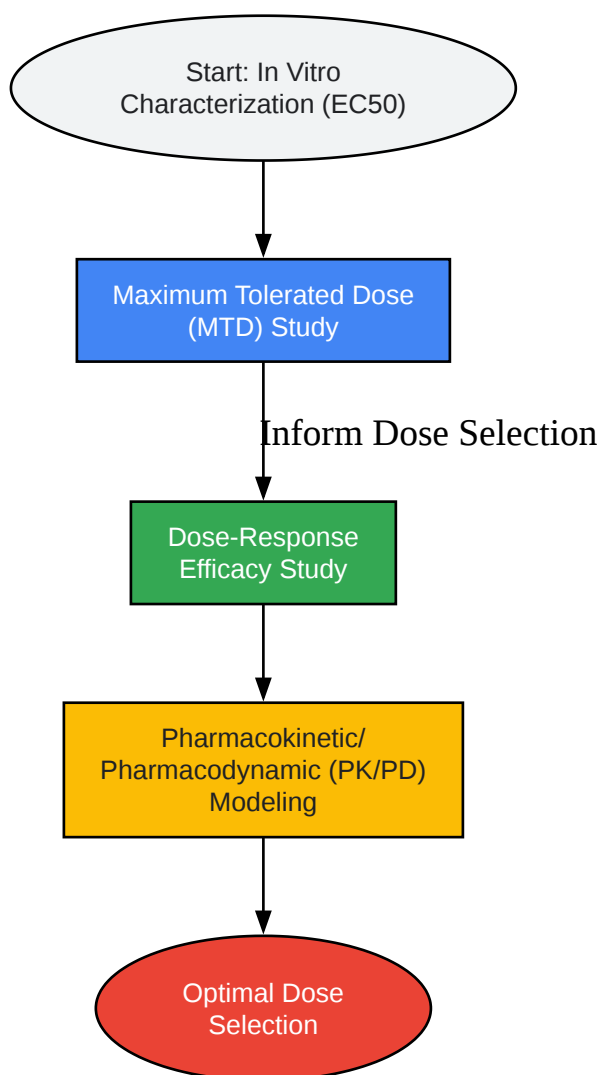 Start: In Vitro
Characterization (EC50)
Maximum Tolerated Dose
(MTD) Study
Inform Dose Selection
Dose-Response
Efficacy Study
Pharmacokinetic/
Pharmacodynamic (PK/PD)
Modeling
Optimal Dose
Selection